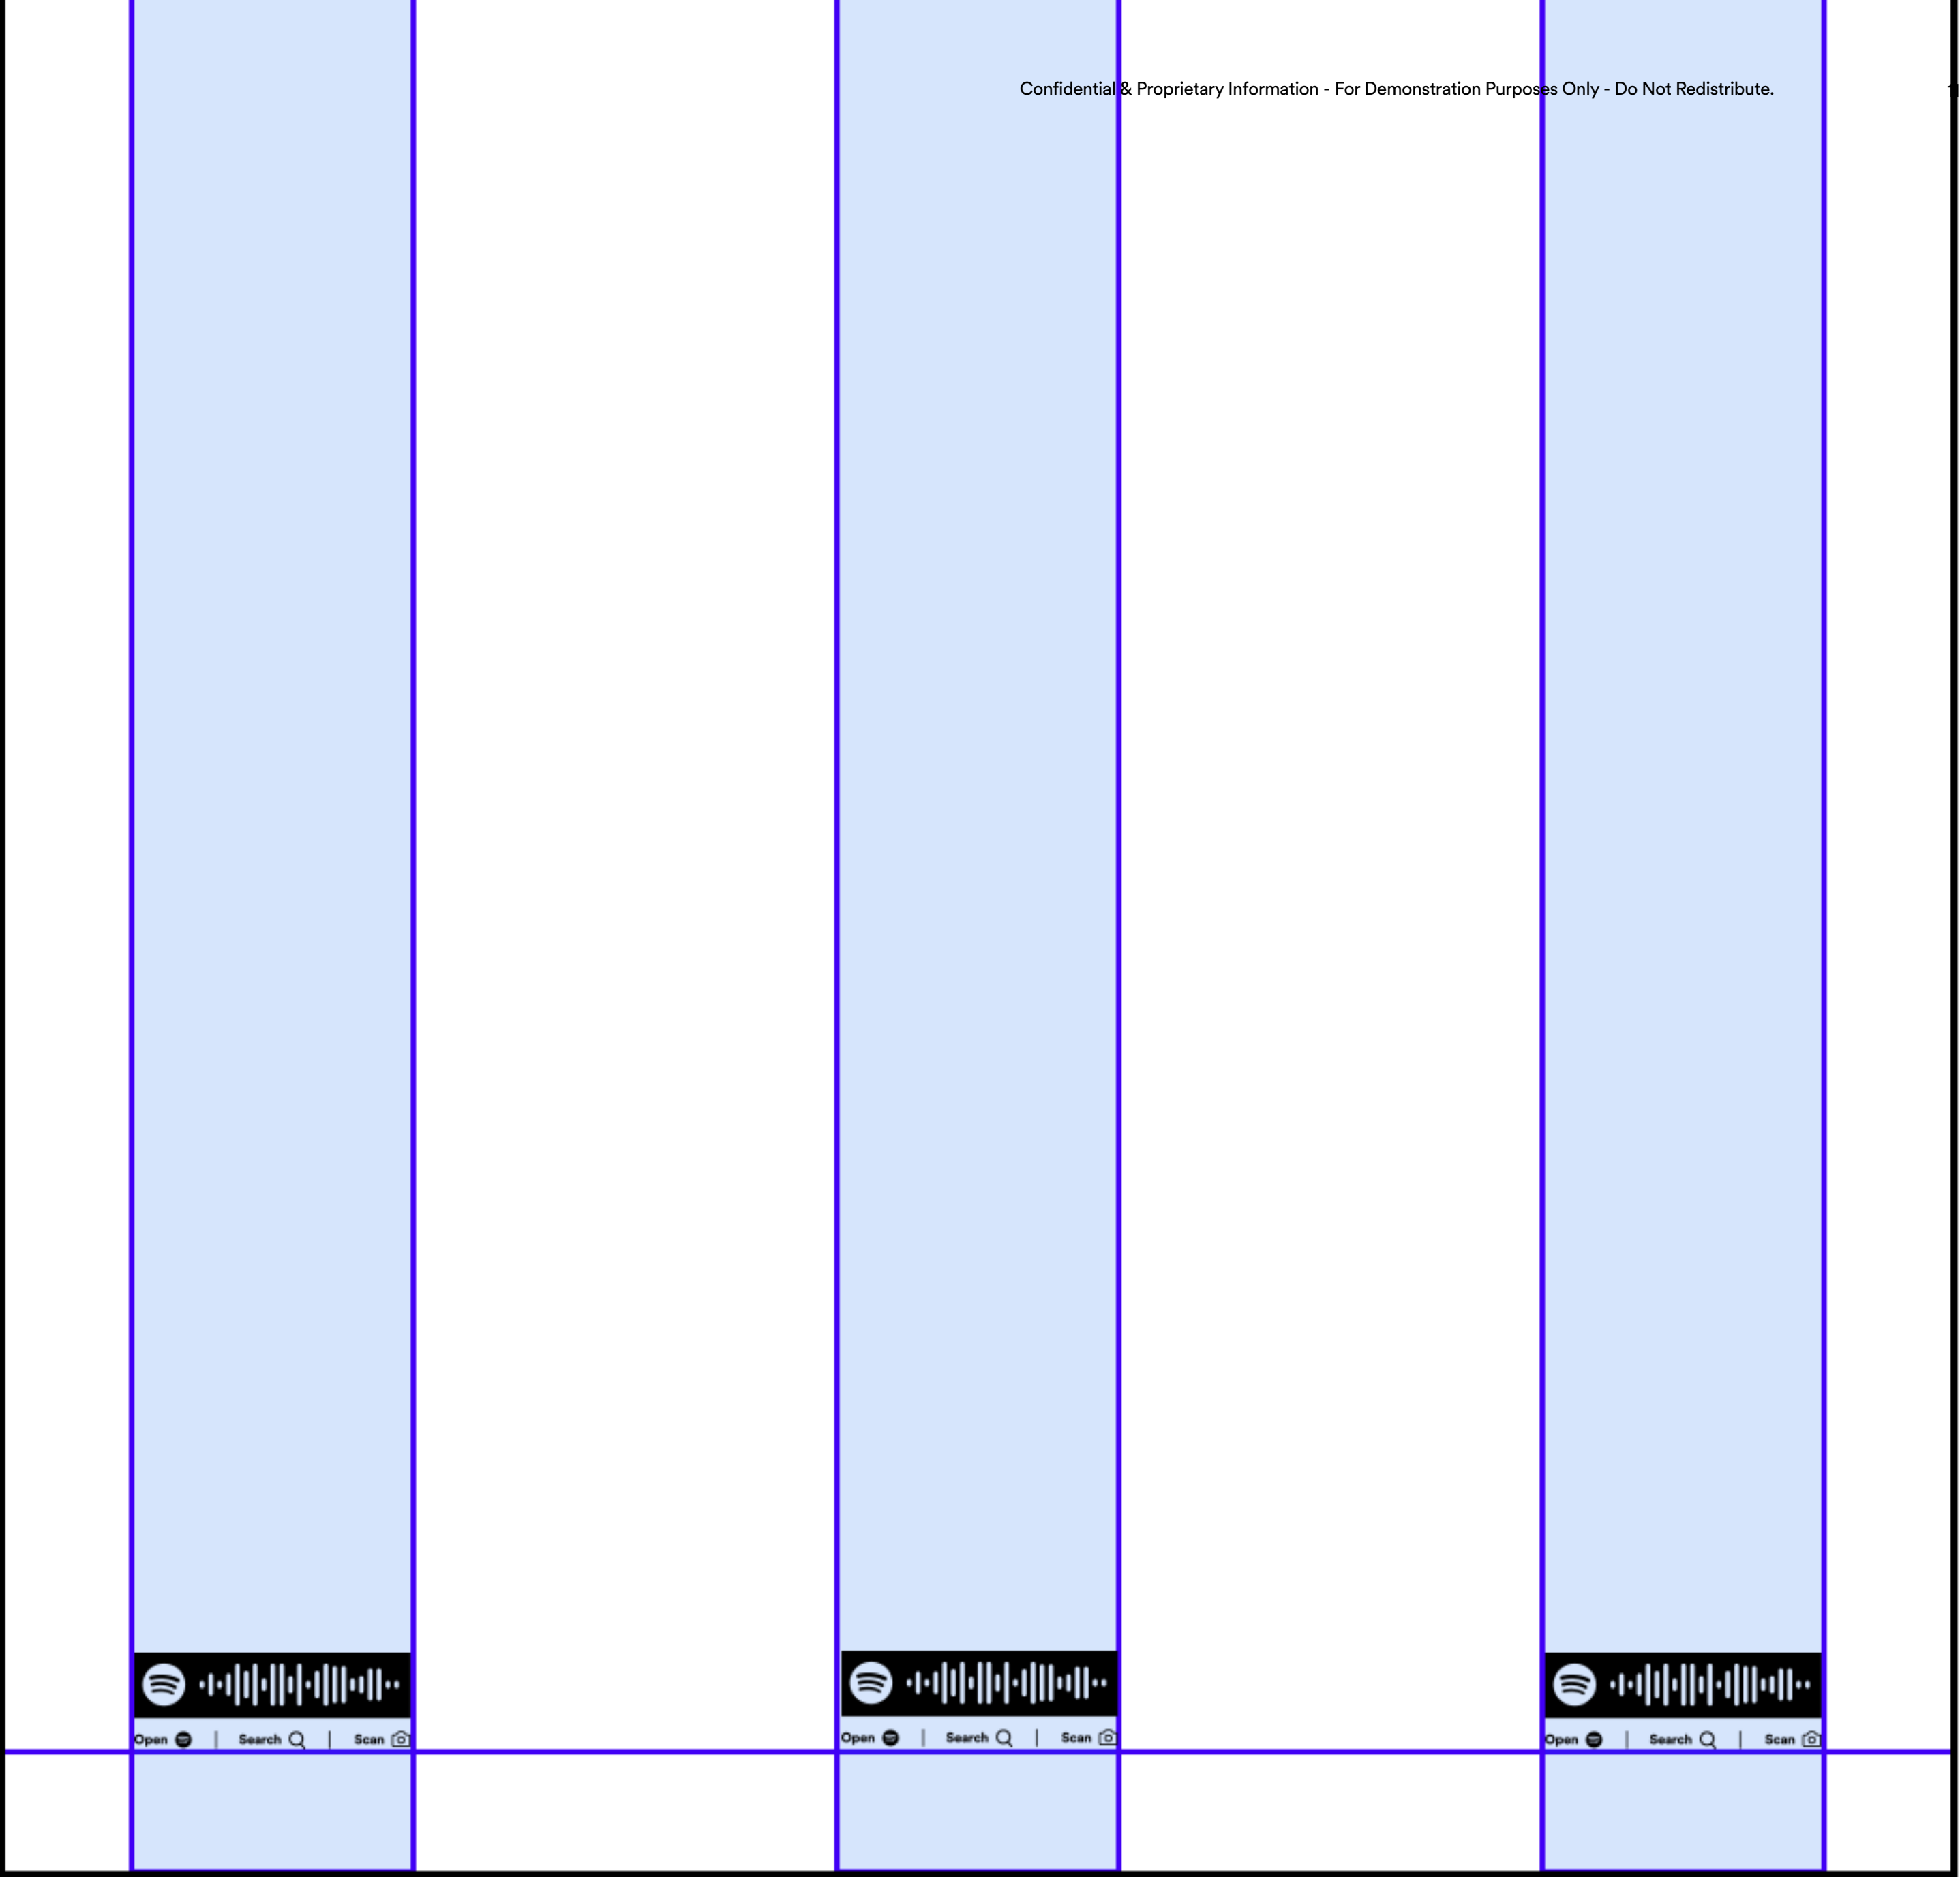 Confidential & Proprietary Information - For Demonstration Purposes Only - Do Not Redistribute.
Open | Search | Scan
Open | Search | Scan
Open | Search | Scan